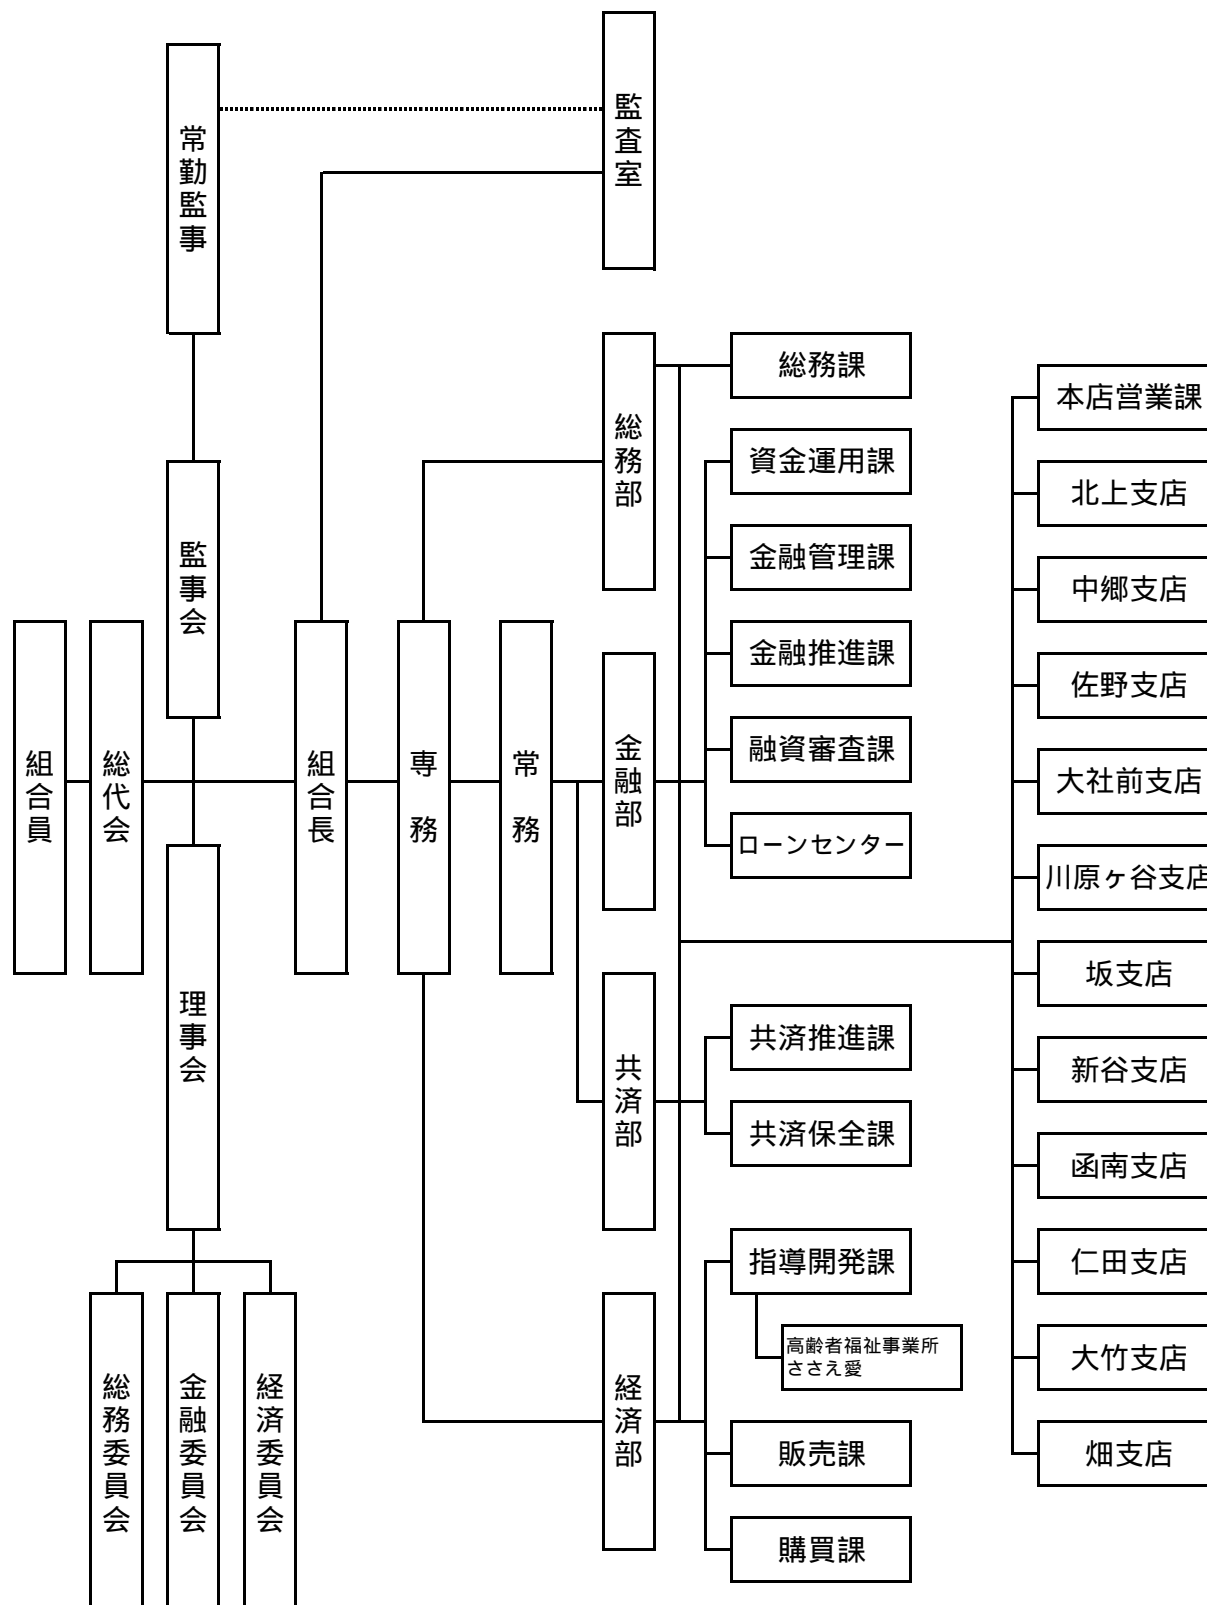 常勤監事
監査室
監事会
組合員
総代会
理事会
総務委員会
金融委員会
経済委員会
組合長
専務
常務
総務部
金融部
共済部
経済部
総務課
資金運用課
金融管理課
金融推進課
融資審査課
ローンセンター
共済推進課
共済保全課
指導開発課
高齢者福祉事業所
ささえ愛
販売課
購買課
本店営業課
北上支店
中郷支店
佐野支店
大社前支店
川原ヶ谷支店
坂支店
新谷支店
函南支店
仁田支店
大竹支店
畑支店